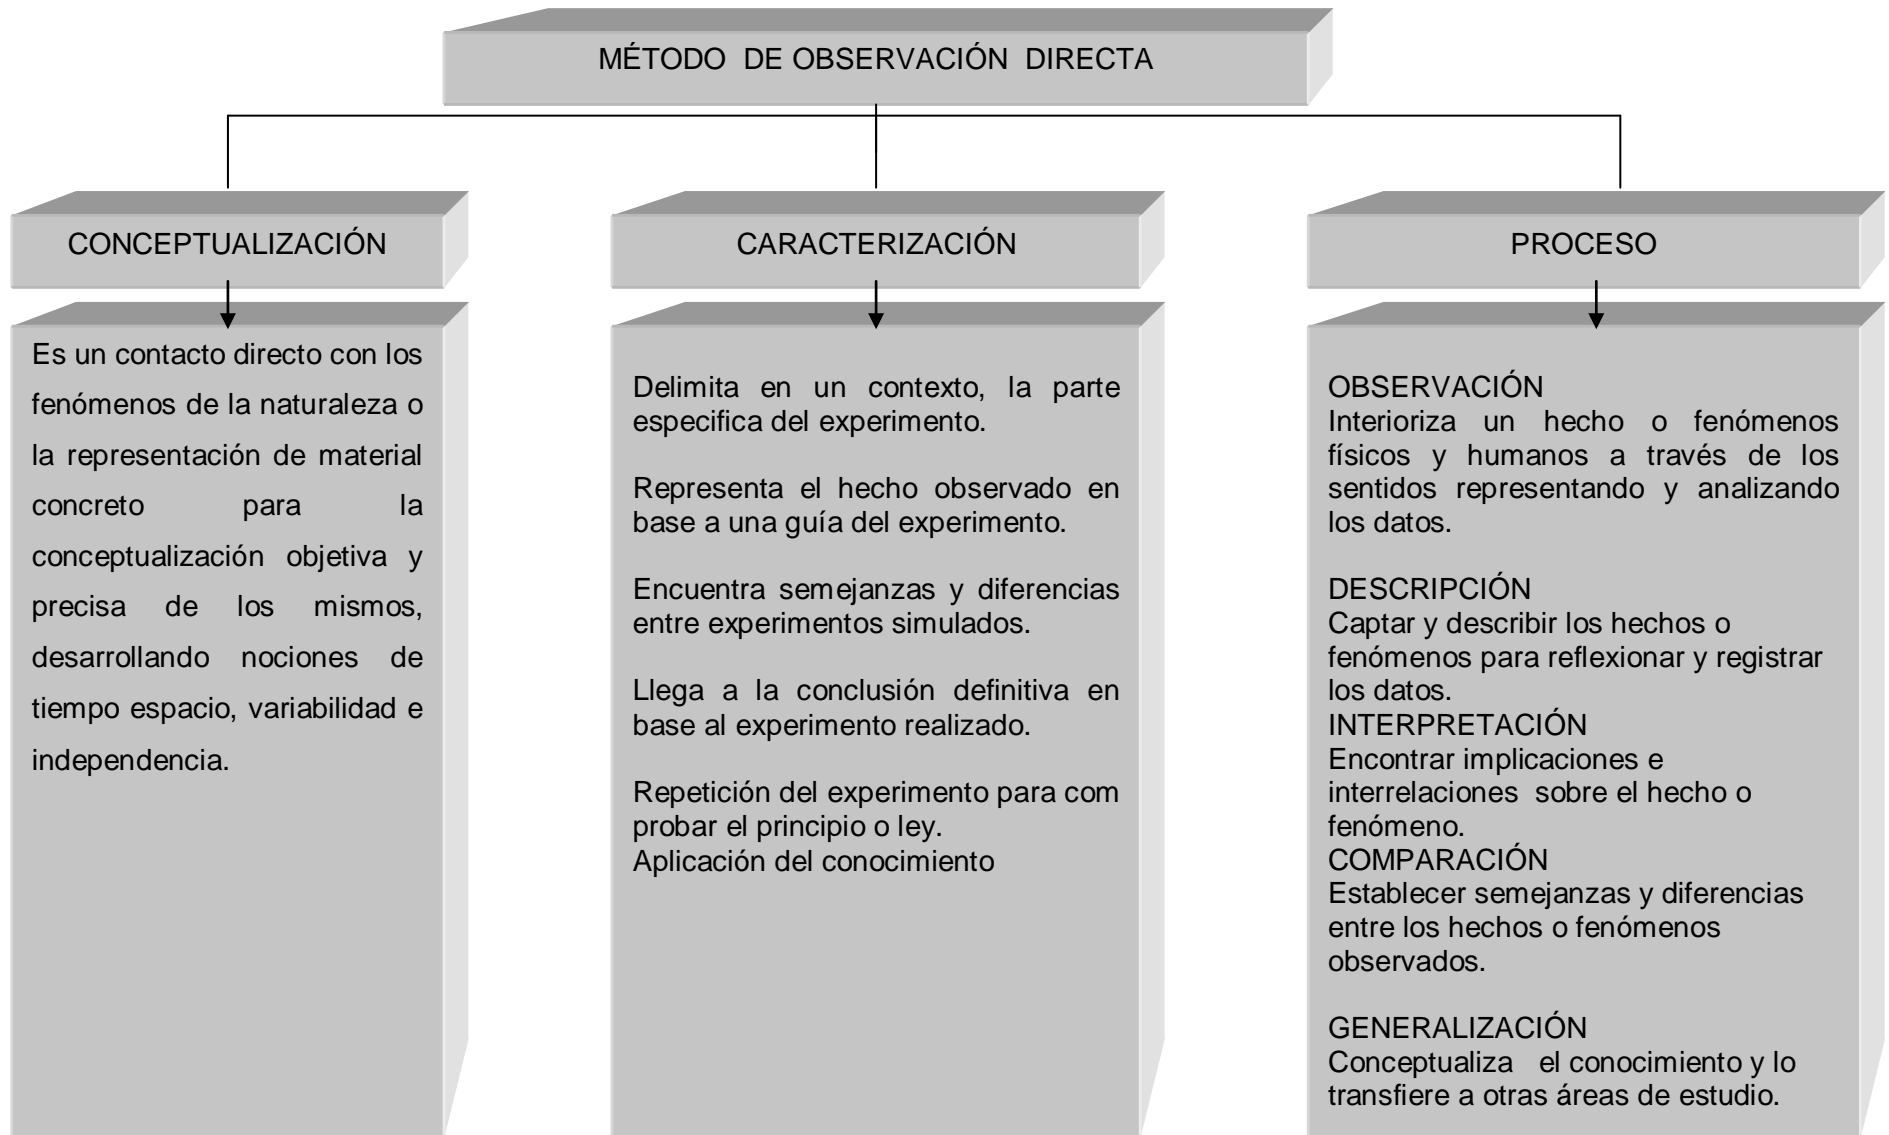 MÉTODO DE OBSERVACIÓN DIRECTA
CONCEPTUALIZACIÓN
Es un contacto directo con los
fenómenos de la naturaleza o
la representación de material
concreto para la
conceptualización objetiva y
precisa de los mismos,
desarrollando nociones de
tiempo espacio, variabilidad e
independencia.
CARACTERIZACIÓN
Delimita en un contexto, la parte
especifica del experimento.
Representa el hecho observado en
base a una guía del experimento.
Encuentra semejanzas y diferencias
entre experimentos simulados.
Llega a la conclusión definitiva en
base al experimento realizado.
Repetición del experimento para com
probar el principio o ley.
Aplicación del conocimiento
PROCESO
OBSERVACIÓN
Interioriza un hecho o fenómenos
físicos y humanos a través de los
sentidos representando y analizando
los datos.
DESCRIPCIÓN
Captar y describir los hechos o
fenómenos para reflexionar y registrar
los datos.
INTERPRETACIÓN
Encontrar implicaciones e
interrelaciones sobre el hecho o
fenómeno.
COMPARACIÓN
Establecer semejanzas y diferencias
entre los hechos o fenómenos
observados.
GENERALIZACIÓN
Conceptualiza el conocimiento y lo
transfiere a otras áreas de estudio.